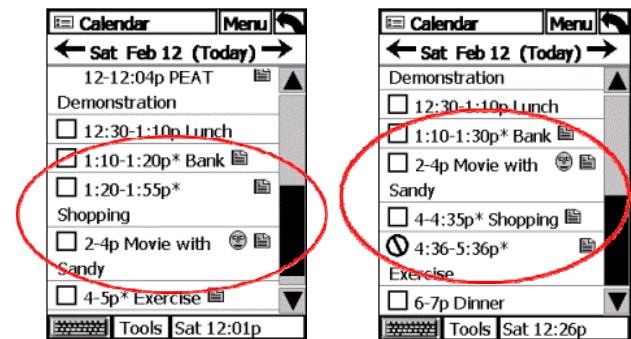 Calendar Menu
Sat Feb 12 (Today)
12-12:04p PEAT
Demonstration
12:30-1:10p Lunch
1:10-1:20p* Bank
1:20-1:55p*
Shopping
2-4p Movie with
Sandy
4-5p* Exercise
Tools Sat 12:01p
Calendar Menu
Sat Feb 12 (Today)
Demonstration
12:30-1:10p Lunch
1:10-1:30p* Bank
2-4p Movie with
Sandy
4-4:35p* Shopping
4:36-5:36p*
Exercise
6-7p Dinner
Tools Sat 12:26p